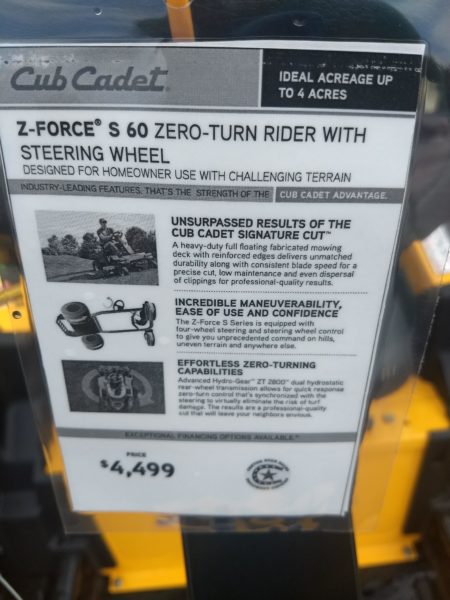 Cub Cadet.
IDEAL ACREAGE UP
TO 4 ACRES
Z-FORCE® S 60 ZERO-TURN RIDER WITH
STEERING WHEEL
DESIGNED FOR HOMEOWNER USE WITH CHALLENGING TERRAIN
INDUSTRY-LEADING FEATURES. THAT'S THE STRENGTH OF THE CUB CADET ADVANTAGE.
UNSURPASSED RESULTS OF THE
CUB CADET SIGNATURE CUT™
A heavy-duty full floating fabricated mowing
deck with reinforced edges delivers unmatched
durability along with consistent blade speed for a
precise cut, low maintenance and even dispersal
of clippings for professional-quality results.
INCREDIBLE MANEUVERABILITY,
EASE OF USE AND CONFIDENCE
The Z-Force S Series is equipped with
four-wheel steering and steering wheel control
to give you unprecedented command on hills,
uneven terrain and anywhere else.
EFFORTLESS ZERO-TURNING
CAPABILITIES
Advanced Hydro-Gear™ ZT 2800™ dual hydrostatic
rear-wheel transmission allows for quick response
zero-turn control that's synchronized with the
steering to virtually eliminate the risk of turf
damage. The results are a professional-quality
cut that will leave your neighbors envious.
EXCEPTIONAL FINANCING OPTIONS AVAILABLE.
PRICE
$4,499